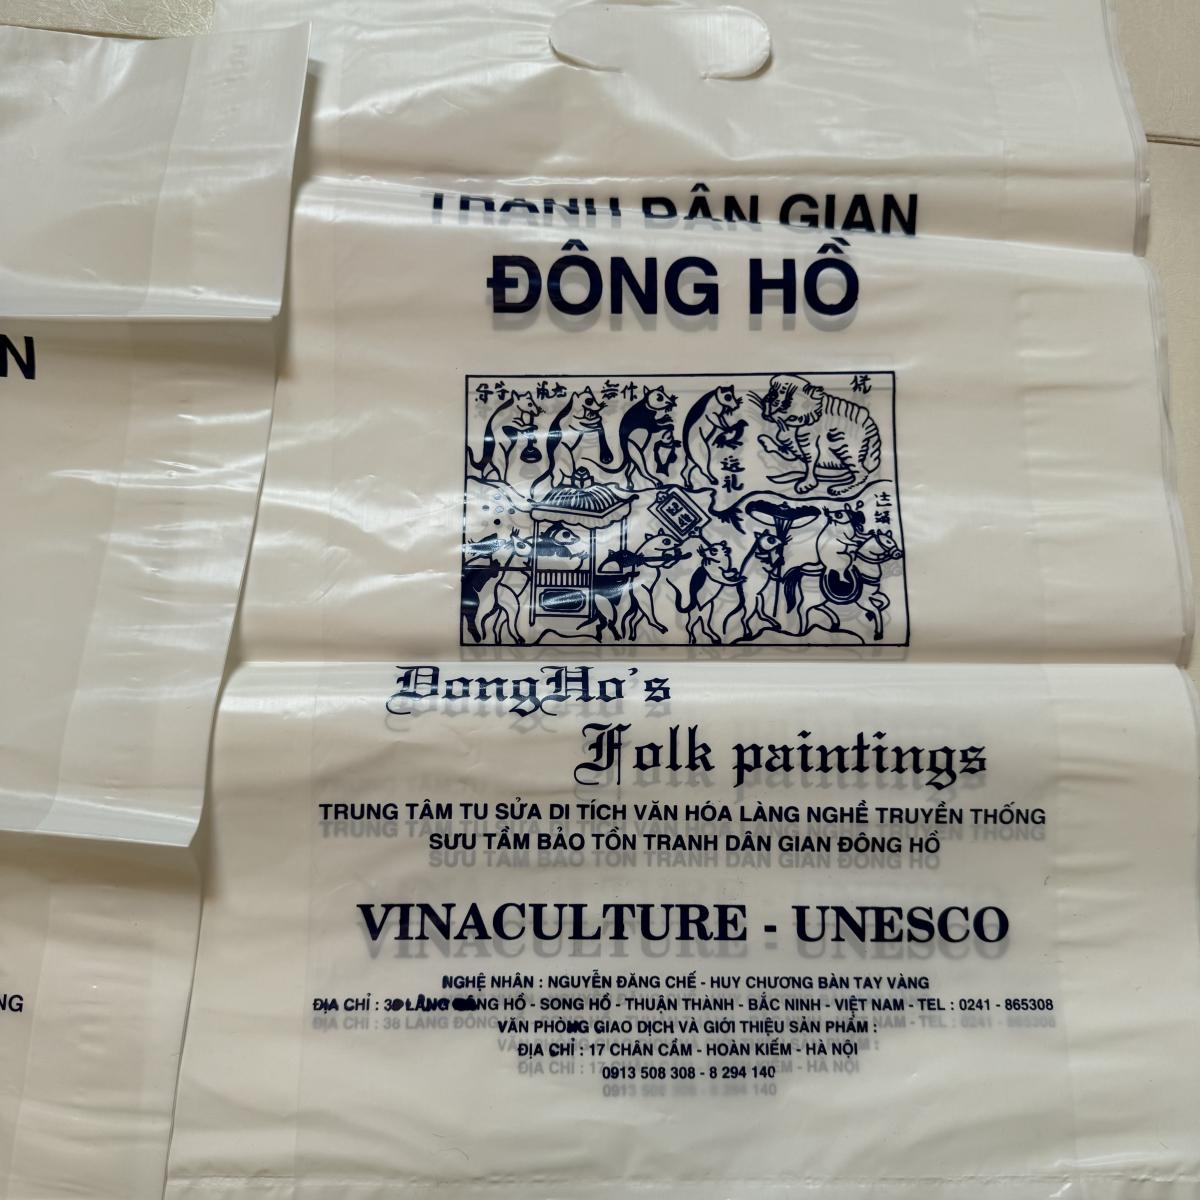 TRANH DÂN GIAN
ĐÔNG HỒ
DongHo's
Folk paintings
TRUNG TÂM TU SỬA DI TÍCH VĂN HÓA LÀNG NGHỀ TRUYỀN THỐNG
SƯU TẦM BẢO TỒN TRANH DÂN GIAN ĐÔNG HỒ
VINACULTURE - UNESCO
NGHỆ NHÂN : NGUYỄN ĐĂNG CHẾ - HUY CHƯƠNG BÀN TAY VÀNG
ĐỊA CHỈ : 38 LÀNG ĐÔNG HỒ - SONG HỒ - THUẬN THÀNH - BẮC NINH - VIỆT NAM - TEL : 0241 - 865308
VĂN PHÒNG GIAO DỊCH VÀ GIỚI THIỆU SẢN PHẨM :
ĐỊA CHỈ : 17 CHÂN CẦM - HOÀN KIẾM - HÀ NỘI
0913 508 308 - 8 294 140
N
NG